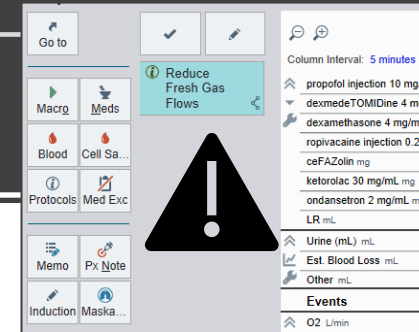 Go to
Reduce
Fresh Gas
Flows
Macro
Meds
Blood
Cell Sa...
Protocols
Med Exc
Memo
Px Note
Induction
Maska...
Column Interval: 5 minutes
propofol injection 10 mg
dexmedeTOMIDine 4 m
dexamethasone 4 mg/m
ropivacaine injection 0.2
ceFAZolin mg
ketorolac 30 mg/mL mg
ondansetron 2 mg/mL m
LR mL
Urine (mL) mL
Est. Blood Loss mL
Other mL
Events
O2 L/min